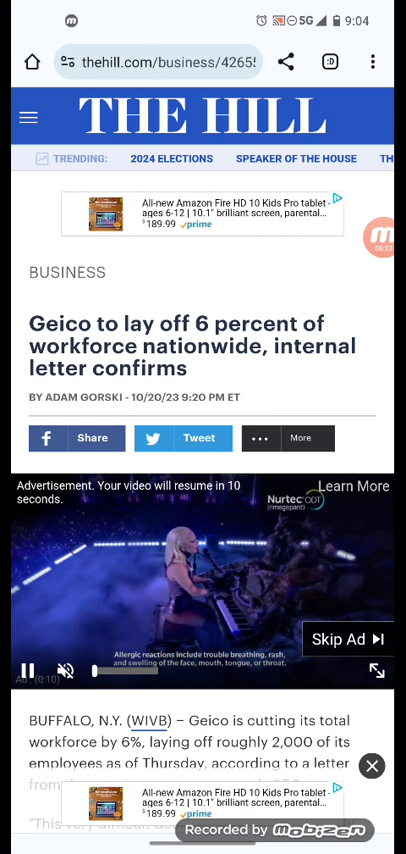 5G 9:04
thehill.com/business/4265
:D
THE HILL
TRENDING: 2024 ELECTIONS SPEAKER OF THE HOUSE TH
All-new Amazon Fire HD 10 Kids Pro tablet -
ages 6-12 | 10.1" brilliant screen, parental...
$189.99 prime
06:23
BUSINESS
Geico to lay off 6 percent of
workforce nationwide, internal
letter confirms
BY ADAM GORSKI - 10/20/23 9:20 PM ET
Share Tweet More
Advertisement. Your video will resume in 10
seconds.
Learn More
Nurtec ODT
(rimegepant)
Skip Ad
Allergic reactions include trouble breathing, rash,
and swelling of the face, mouth, tongue, or throat.
Ad : (0:10)
BUFFALO, N.Y. (WIVB) – Geico is cutting its total
workforce by 6%, laying off roughly 2,000 of its
employees as of Thursday, according to a letter
All-new Amazon Fire HD 10 Kids Pro tablet -
ages 6-12 | 10.1" brilliant screen, parental...
$189.99 prime
"This very difficult
Recorded by mobizen